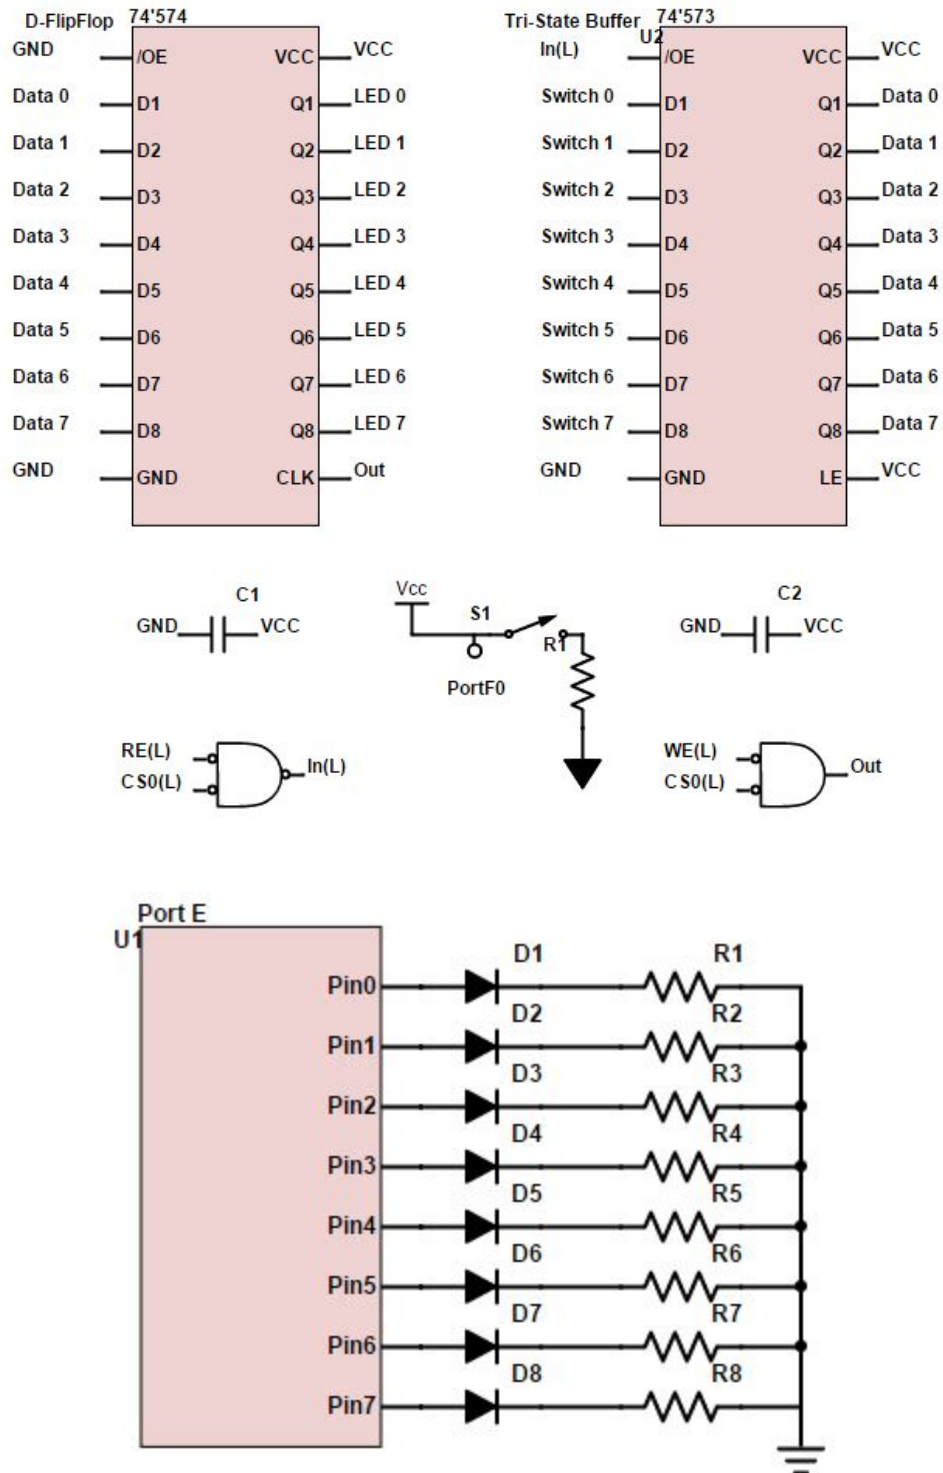 D-FlipFlop 74'574
GND /OE VCC VCC
Data 0 D1 Q1 LED 0
Data 1 D2 Q2 LED 1
Data 2 D3 Q3 LED 2
Data 3 D4 Q4 LED 3
Data 4 D5 Q5 LED 4
Data 5 D6 Q6 LED 5
Data 6 D7 Q7 LED 6
Data 7 D8 Q8 LED 7
GND GND CLK Out
Tri-State Buffer 74'573
U2
In(L) /OE VCC VCC
Switch 0 D1 Q1 Data 0
Switch 1 D2 Q2 Data 1
Switch 2 D3 Q3 Data 2
Switch 3 D4 Q4 Data 3
Switch 4 D5 Q5 Data 4
Switch 5 D6 Q6 Data 5
Switch 6 D7 Q7 Data 6
Switch 7 D8 Q8 Data 7
GND GND LE VCC
C1
GND VCC
Vcc
S1
R1
PortF0
C2
GND VCC
RE(L)
CS0(L)
In(L)
WE(L)
CS0(L)
Out
Port E
U1
Pin0 D1 R1
Pin1 D2 R2
Pin2 D3 R3
Pin3 D4 R4
Pin4 D5 R5
Pin5 D6 R6
Pin6 D7 R7
Pin7 D8 R8